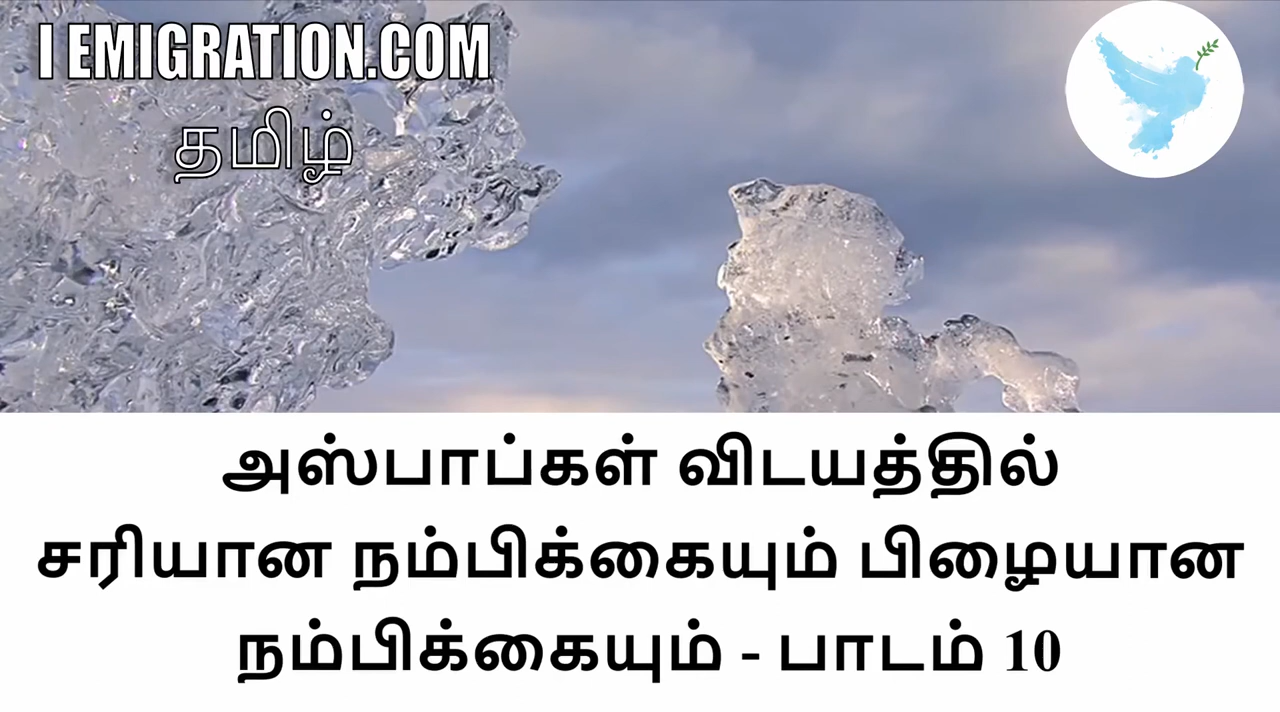 I EMIGRATION.COM
தமிழ்
அஸ்பாப்கள் விடயத்தில்
சரியான நம்பிக்கையும் பிழையான
நம்பிக்கையும் - பாடம் 10